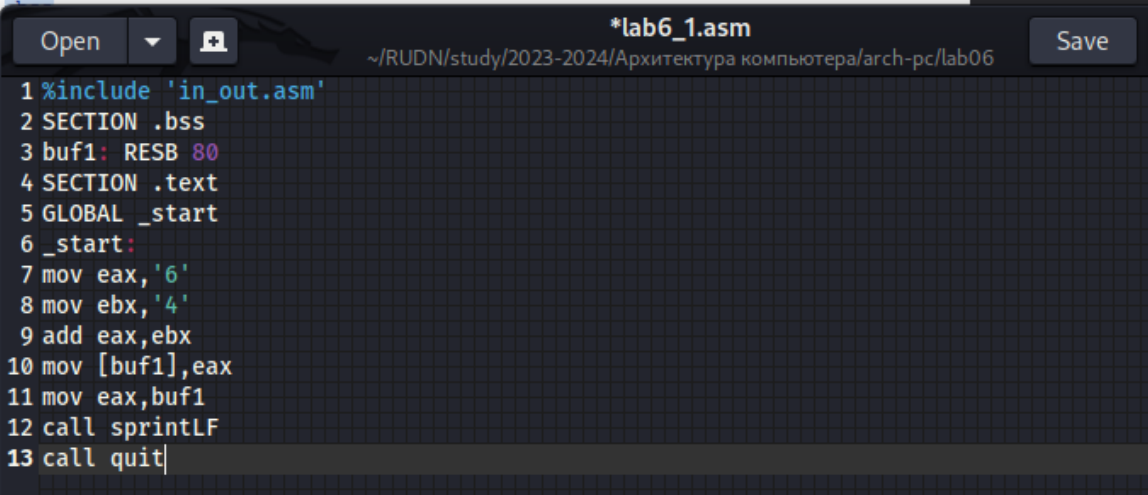 Open
*lab6_1.asm
~/RUDN/study/2023-2024/Архитектура компьютера/arch-pc/lab06
Save
1 %include 'in_out.asm'
2 SECTION .bss
3 buf1: RESB 80
4 SECTION .text
5 GLOBAL _start
6 _start:
7 mov eax,'6'
8 mov ebx,'4'
9 add eax,ebx
10 mov [buf1],eax
11 mov eax,buf1
12 call sprintLF
13 call quit